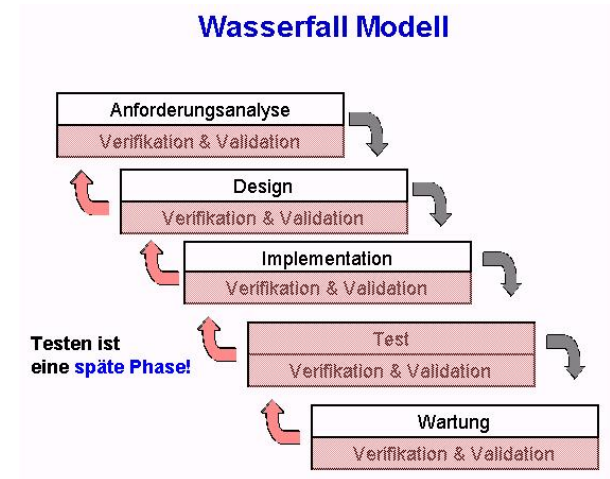 Wasserfall Modell
Anforderungsanalyse
Verifikation & Validation
Design
Verifikation & Validation
Implementation
Verifikation & Validation
Testen ist
eine späte Phase!
Test
Verifikation & Validation
Wartung
Verifikation & Validation